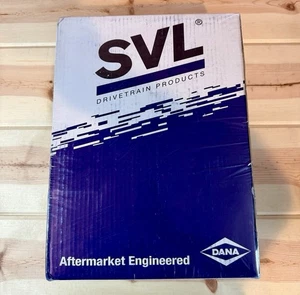 SVL®
DRIVETRAIN PRODUCTS
Aftermarket Engineered
DANA